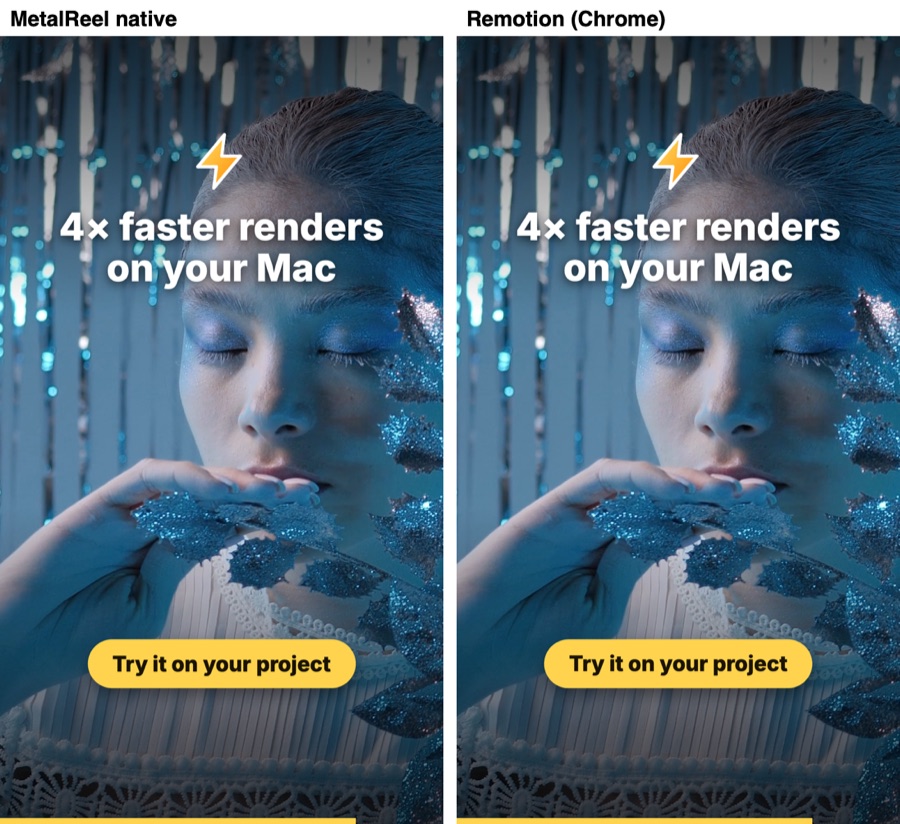 MetalReel native
Remotion (Chrome)
4× faster renders
on your Mac
Try it on your project
4× faster renders
on your Mac
Try it on your project